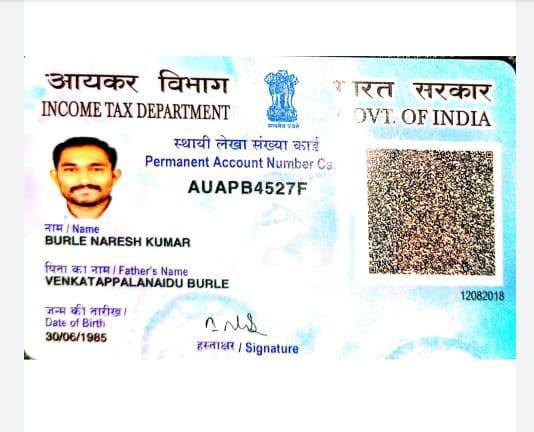 आयकर विभाग
INCOME TAX DEPARTMENT
सत्यमेव जयते
रत सरकार
OVT. OF INDIA
स्थायी लेखा संख्या कार्ड
Permanent Account Number Ca
AUAPB4527F
नाम / Name
BURLE NARESH KUMAR
पिता का नाम / Father's Name
VENKATAPPALANAIDU BURLE
12082018
जन्म की तारीख /
Date of Birth
30/06/1985
हस्ताक्षर / Signature